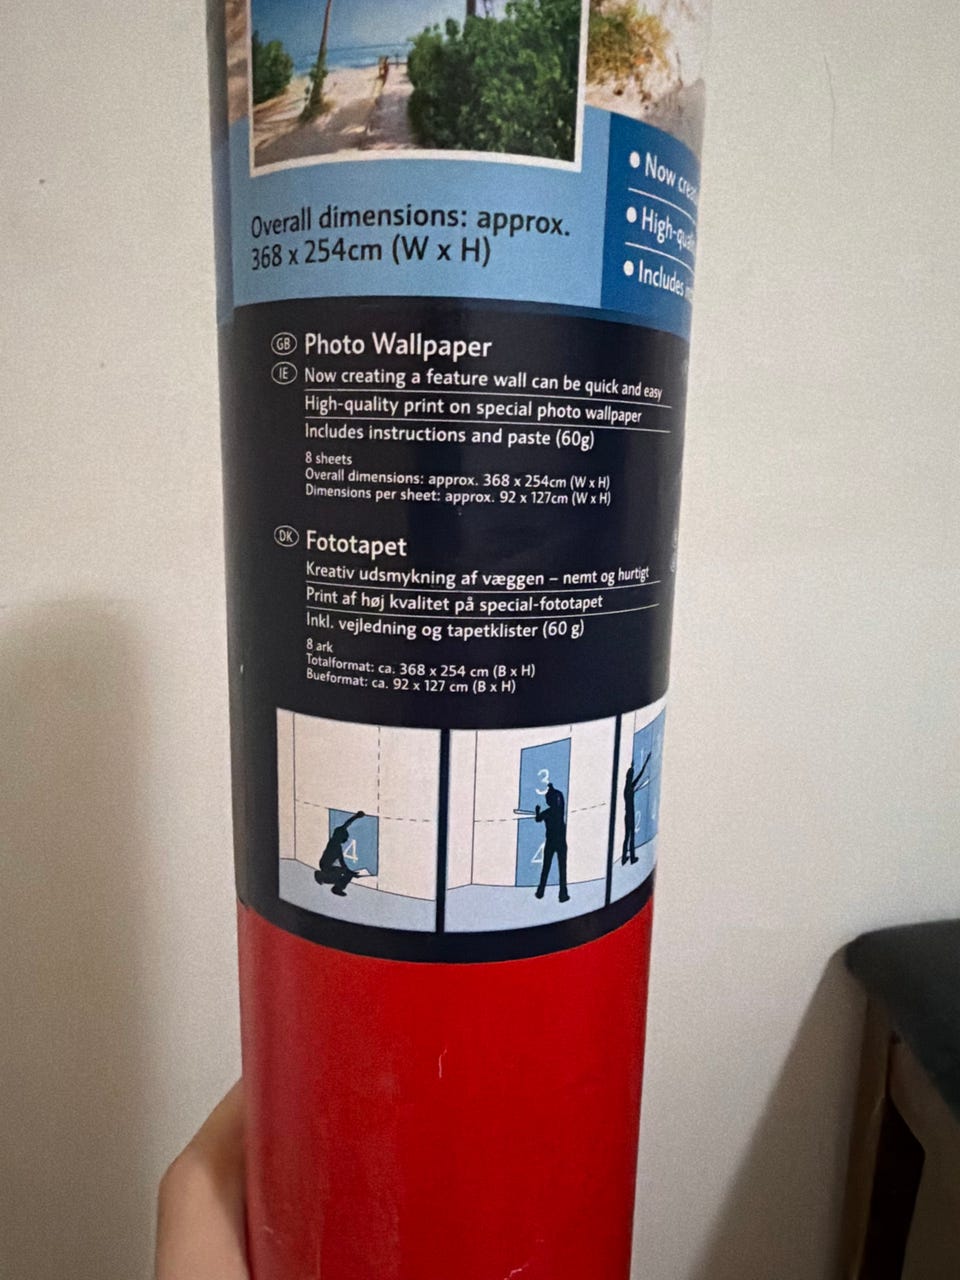 Overall dimensions: approx.
368 x 254cm (W x H)
● Now
● High-
● Includes
GB Photo Wallpaper
IE Now creating a feature wall can be quick and easy
High-quality print on special photo wallpaper
Includes instructions and paste (60g)
8 sheets
Overall dimensions: approx. 368 x 254cm (W x H)
Dimensions per sheet: approx. 92 x 127cm (W x H)
DK Fototapet
Kreativ udsmykning af væggen – nemt og hurtigt
Print af høj kvalitet på special-fototapet
Inkl. vejledning og tapetklister (60 g)
8 ark
Totalformat: ca. 368 x 254 cm (B x H)
Bueformat: ca. 92 x 127 cm (B x H)
4
3
4
2